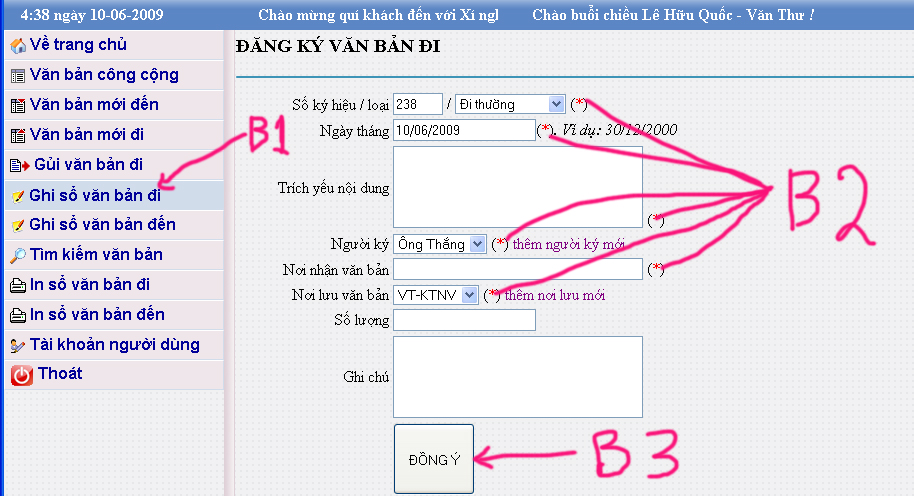 4:38 ngày 10-06-2009 Chào mừng quí khách đến với Xí ngl Chào buổi chiều Lê Hữu Quốc - Văn Thư !
Về trang chủ
Văn bản công cộng
Văn bản mới đến
Văn bản mới đi
Gủi văn bản đi
Ghi sổ văn bản đi
Ghi sổ văn bản đến
Tìm kiếm văn bản
In sổ văn bản đi
In sổ văn bản đến
Tài khoản người dùng
Thoát
B1
ĐĂNG KÝ VĂN BẢN ĐI
Số ký hiệu / loại 238 / Đi thường (*)
Ngày tháng 10/06/2009 (*). Ví dụ: 30/12/2000
Trích yếu nội dung (*)
Người ký Ông Thắng (*) thêm người ký mới
Nơi nhận văn bản (*)
Nơi lưu văn bản VT-KTNV (*) thêm nơi lưu mới
Số lượng
Ghi chú
ĐỒNG Ý
B2
B3